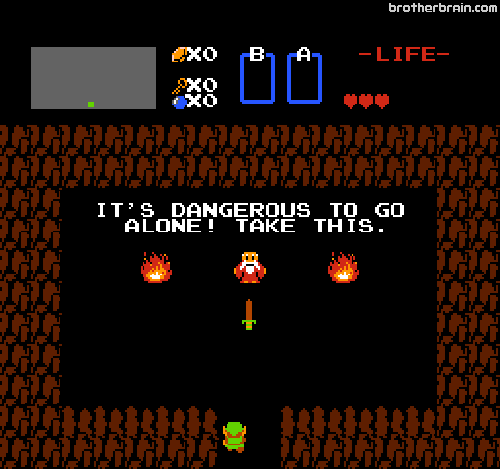 brotherbrain.com
X0
B
A
-LIFE-
X0
X0
IT'S DANGEROUS TO GO
ALONE! TAKE THIS.